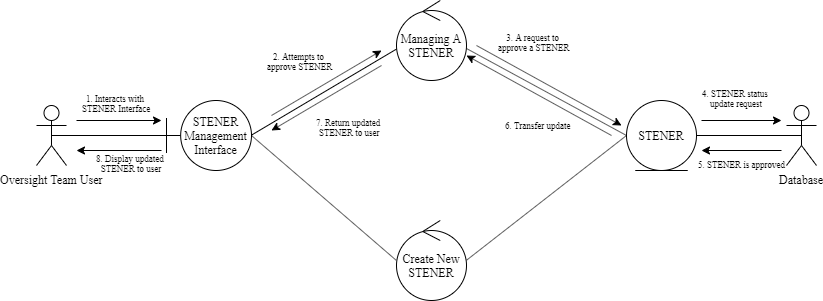 Managing A
STENER
3. A request to
approve a STENER
2. Attempts to
approve STENER
1. Interacts with
STENER Interface
STENER
Management
Interface
7. Return updated
STENER to user
6. Transfer update
STENER
4. STENER status
update request
5. STENER is approved
8. Display updated
STENER to user
Oversight Team User
Database
Create New
STENER